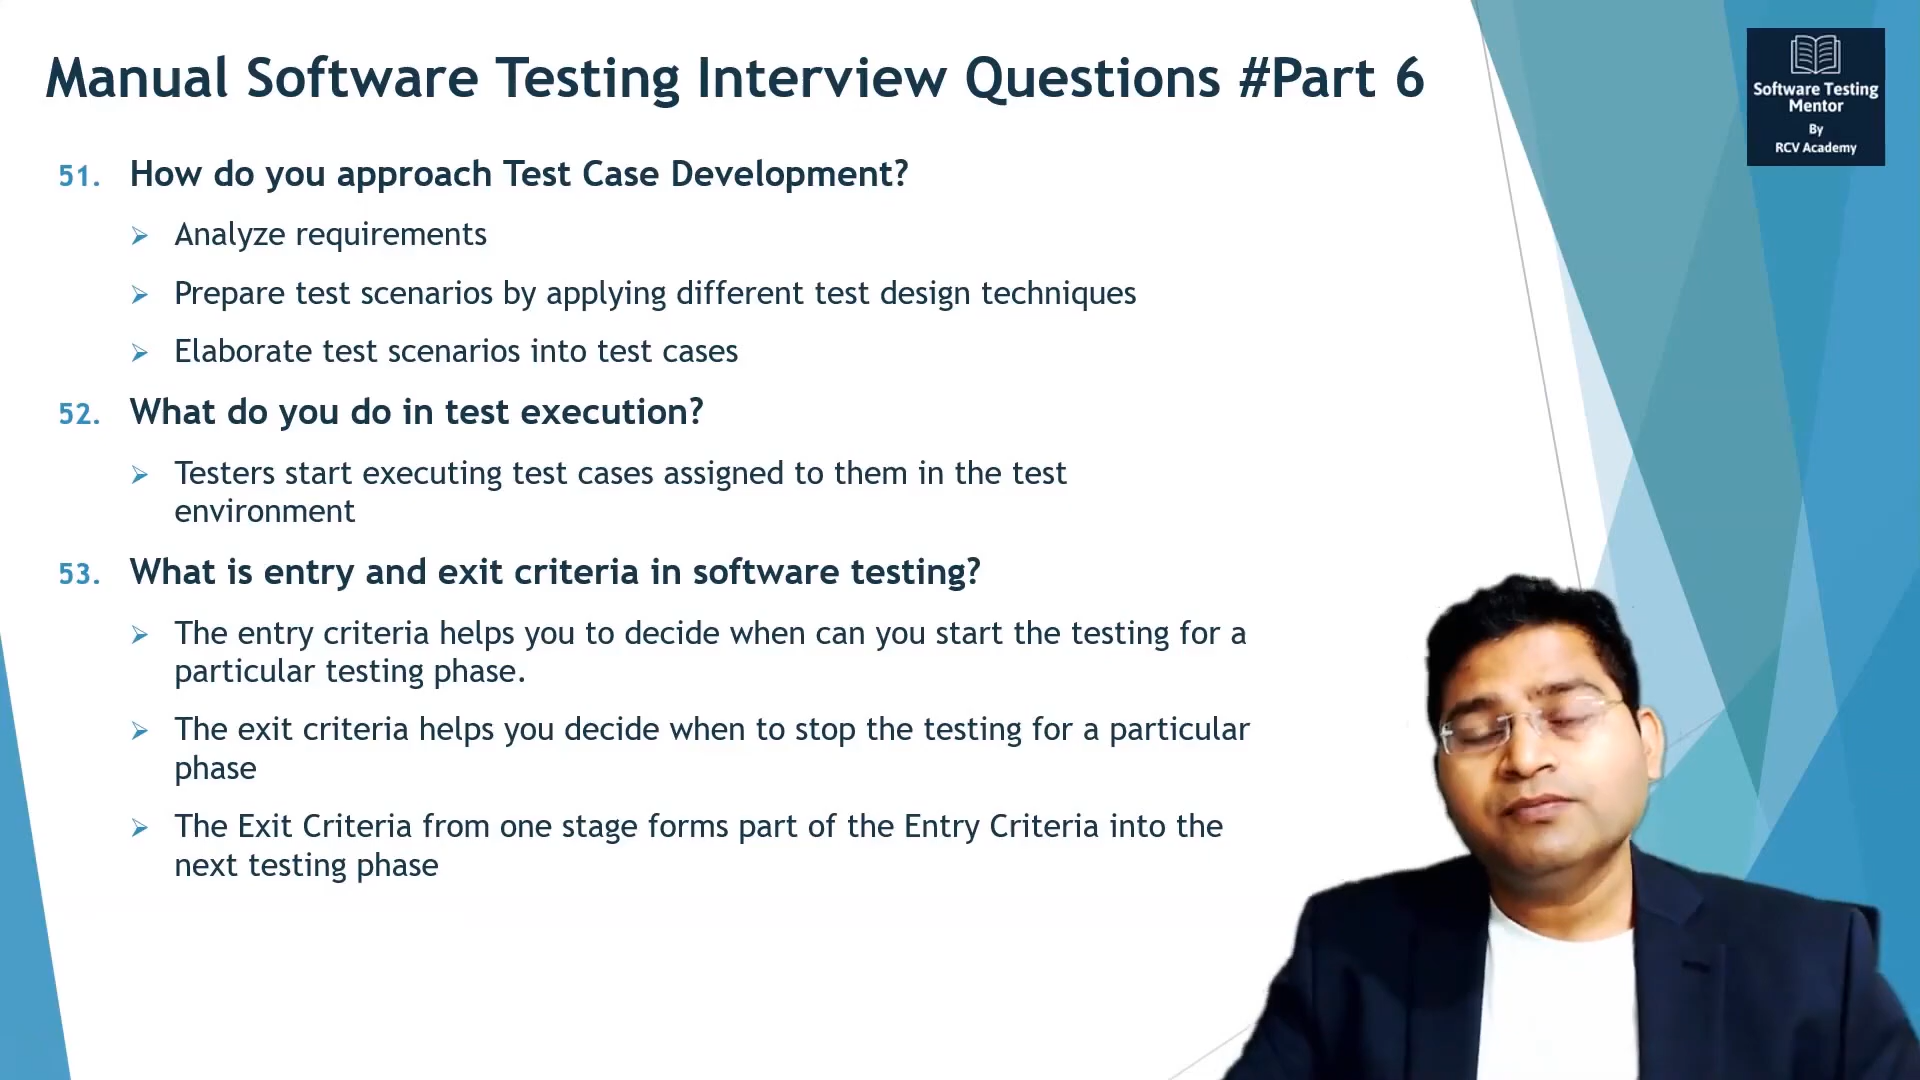 Manual Software Testing Interview Questions #Part 6
Software Testing
Mentor
By
RCV Academy
51. How do you approach Test Case Development?
Analyze requirements
Prepare test scenarios by applying different test design techniques
Elaborate test scenarios into test cases
52. What do you do in test execution?
Testers start executing test cases assigned to them in the test
environment
53. What is entry and exit criteria in software testing?
The entry criteria helps you to decide when can you start the testing for a
particular testing phase.
The exit criteria helps you decide when to stop the testing for a particular
phase
The Exit Criteria from one stage forms part of the Entry Criteria into the
next testing phase